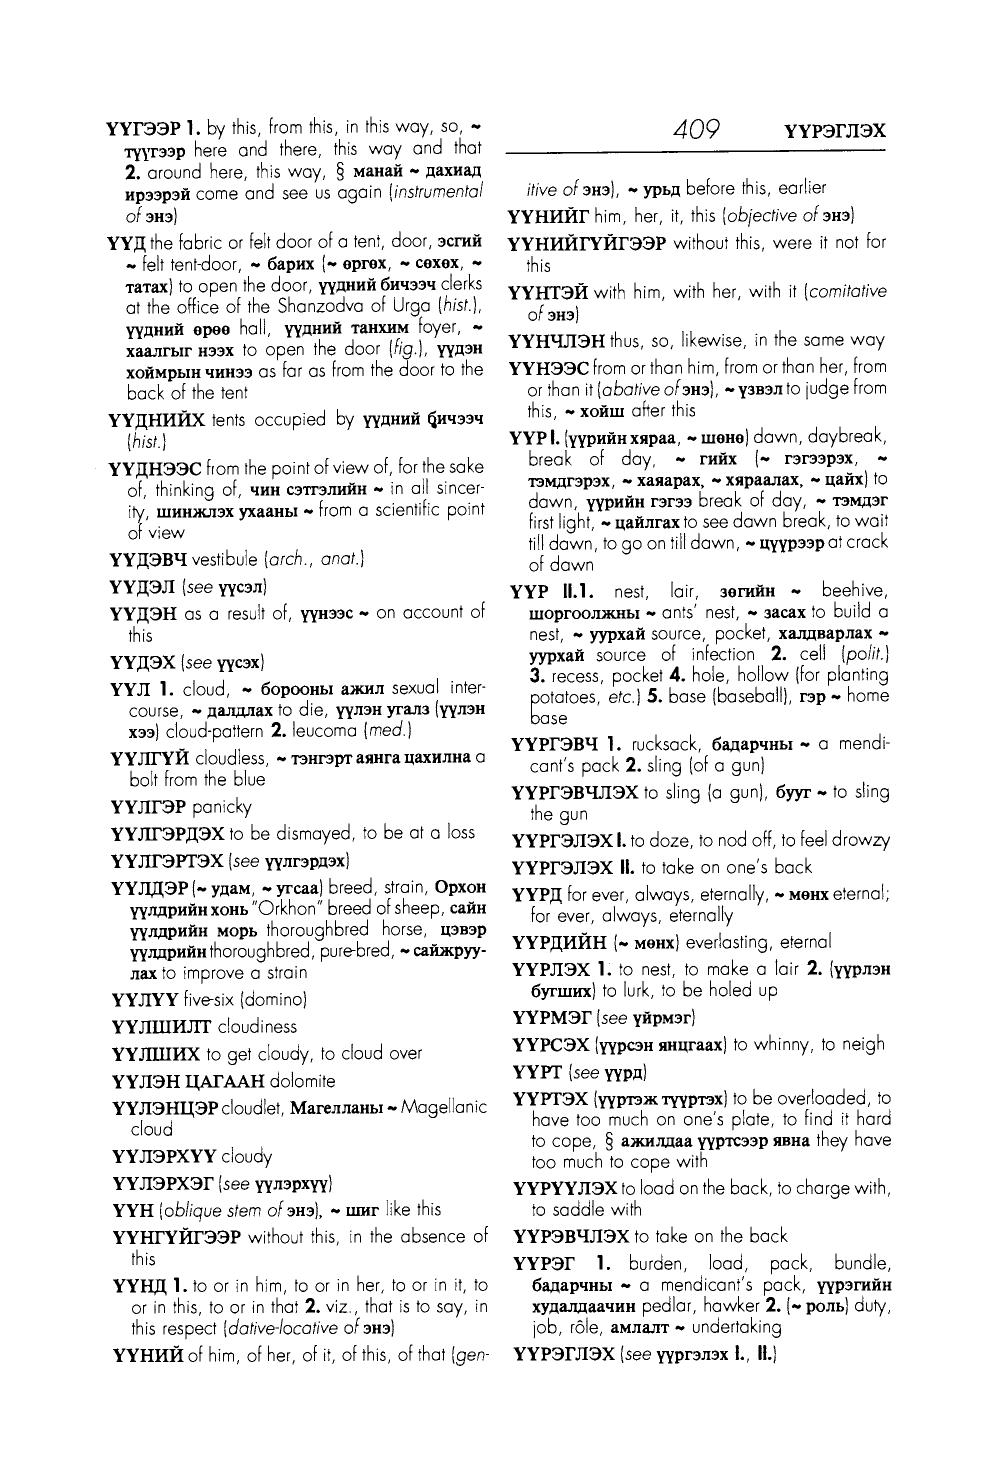 ҮҮГЭЭР 1. by this, from this, in this way, so, ~
түүгээр here and there, this way and that
2. around here, this way, § манай ~ дахиад
ирээрэй come and see us again (instrumental
of энэ)
ҮҮД the fabric or felt door of a tent, door, эсгий
~ felt tent-door, ~ барих (~ өргөх, ~ сөхөх, ~
татах) to open the door, үүдний бичээч clerks
at the office of the Shanzodva of Urga (hist.),
үүдний өрөө hall, үүдний танхим foyer, ~
хаалгыг нээх to open the door (fig.), үүдэн
хоймрын чинээ as far as from the door to the
back of the tent
ҮҮДНИЙХ tents occupied by үүдний бичээч
(hist.)
ҮҮДНЭЭС from the point of view of, for the sake
of, thinking of, чин сэтгэлийн ~ in all sincer-
ity, шинжлэх ухааны ~ from a scientific point
of view
ҮҮДЭВЧ vestibule (arch., anat.)
ҮҮДЭЛ (see үүсэл)
ҮҮДЭН as a result of, үүнээс ~ on account of
this
ҮҮДЭХ (see үүсэх)
ҮҮЛ 1. cloud, ~ борооны ажил sexual inter-
course, ~ далдлах to die, үүлэн угалз (үүлэн
хээ) cloud-pattern 2. leucoma (med.)
ҮҮЛГҮЙ cloudless, ~ тэнгэрт аянга цахилна a
bolt from the blue
ҮҮЛГЭР panicky
ҮҮЛГЭРДЭХ to be dismayed, to be at a loss
ҮҮЛГЭРТЭХ (see үүлгэрдэх)
ҮҮЛДЭР (~ удам, ~ угсаа) breed, strain, Орхон
үүлдрийн хонь "Orkhon" breed of sheep, сайн
үүлдрийн морь thoroughbred horse, цэвэр
үүлдрийн thoroughbred, pure-bred, ~ сайжруу-
лах to improve a strain
ҮҮЛҮҮ five-six (domino)
ҮҮЛШИЛТ cloudiness
ҮҮЛШИХ to get cloudy, to cloud over
ҮҮЛЭН ЦАГААН dolomite
ҮҮЛЭНЦЭР cloudlet, Магелланы ~ Magellanic
cloud
ҮҮЛЭРХҮҮ cloudy
ҮҮЛЭРХЭГ (see үүлэрхүү)
ҮҮН (oblique stem of энэ), ~ шиг like this
ҮҮНГҮЙГЭЭР without this, in the absence of
this
ҮҮНД 1. to or in him, to or in her, to or in it, to
or in this, to or in that 2. viz., that is to say, in
this respect (dative-locative of энэ)
ҮҮНИЙ of him, of her, of it, of this, of that (gen-
409 ҮҮРЭГЛЭХ
itive of энэ), ~ урьд before this, earlier
ҮҮНИЙГ him, her, it, this (objective of энэ)
ҮҮНИЙГҮЙГЭЭР without this, were it not for
this
ҮҮНТЭЙ with him, with her, with it (comitative
of энэ)
ҮҮНЧЛЭН thus, so, likewise, in the same way
ҮҮНЭЭС from or than him, from or than her, from
or than it (abative of энэ), ~ үзвэл to judge from
this, ~ хойш after this
ҮҮР I. (үүрийн хяраа, ~ шөнө) dawn, daybreak,
break of day, ~ гийх (~ гэгээрэх, ~
тэмдгэрэх, ~ хаяарах, ~ хяраалах, ~ цайх) to
dawn, үүрийн гэгээ break of day, ~ тэмдэг
first light, ~ цайлгах to see dawn break, to wait
till dawn, to go on till dawn, ~ цүүрээр at crack
of dawn
ҮҮР II.1. nest, lair, зөгийн ~ beehive,
шоргоолжны ~ ants' nest, ~ засах to build a
nest, ~ уурхай source, pocket, халдварлах ~
уурхай source of infection 2. cell (polit.)
3. recess, pocket 4. hole, hollow (for planting
potatoes, etc.) 5. base (baseball), гэр ~ home
base
ҮҮРГЭВЧ 1. rucksack, бадарчны ~ a mendi-
cant's pack 2. sling (of a gun)
ҮҮРГЭВЧЛЭХ to sling (a gun), бууг ~ to sling
the gun
ҮҮРГЭЛЭХ I. to doze, to nod off, to feel drowzy
ҮҮРГЭЛЭХ II. to take on one's back
ҮҮРД for ever, always, eternally, ~ мөнх eternal;
for ever, always, eternally
ҮҮРДИЙН (~ мөнх) everlasting, eternal
ҮҮРЛЭХ 1. to nest, to make a lair 2. (үүрлэн
бугших) to lurk, to be holed up
ҮҮРМЭГ (see үйрмэг)
ҮҮРСЭХ (үүрсэн янцгаах) to whinny, to neigh
ҮҮРТ (see үүрд)
ҮҮРТЭХ (үүртэж түүртэх) to be overloaded, to
have too much on one's plate, to find it hard
to cope, § ажилдаа үүртсээр явна they have
too much to cope with
ҮҮРҮҮЛЭХ to load on the back, to charge with,
to saddle with
ҮҮРЭВЧЛЭХ to take on the back
ҮҮРЭГ 1. burden, load, pack, bundle,
бадарчны ~ a mendicant's pack, үүрэгийн
худалдаачин pedlar, hawker 2. (~ роль) duty,
job, rôle, амлалт ~ undertaking
ҮҮРЭГЛЭХ (see үүргэлэх I., II.)